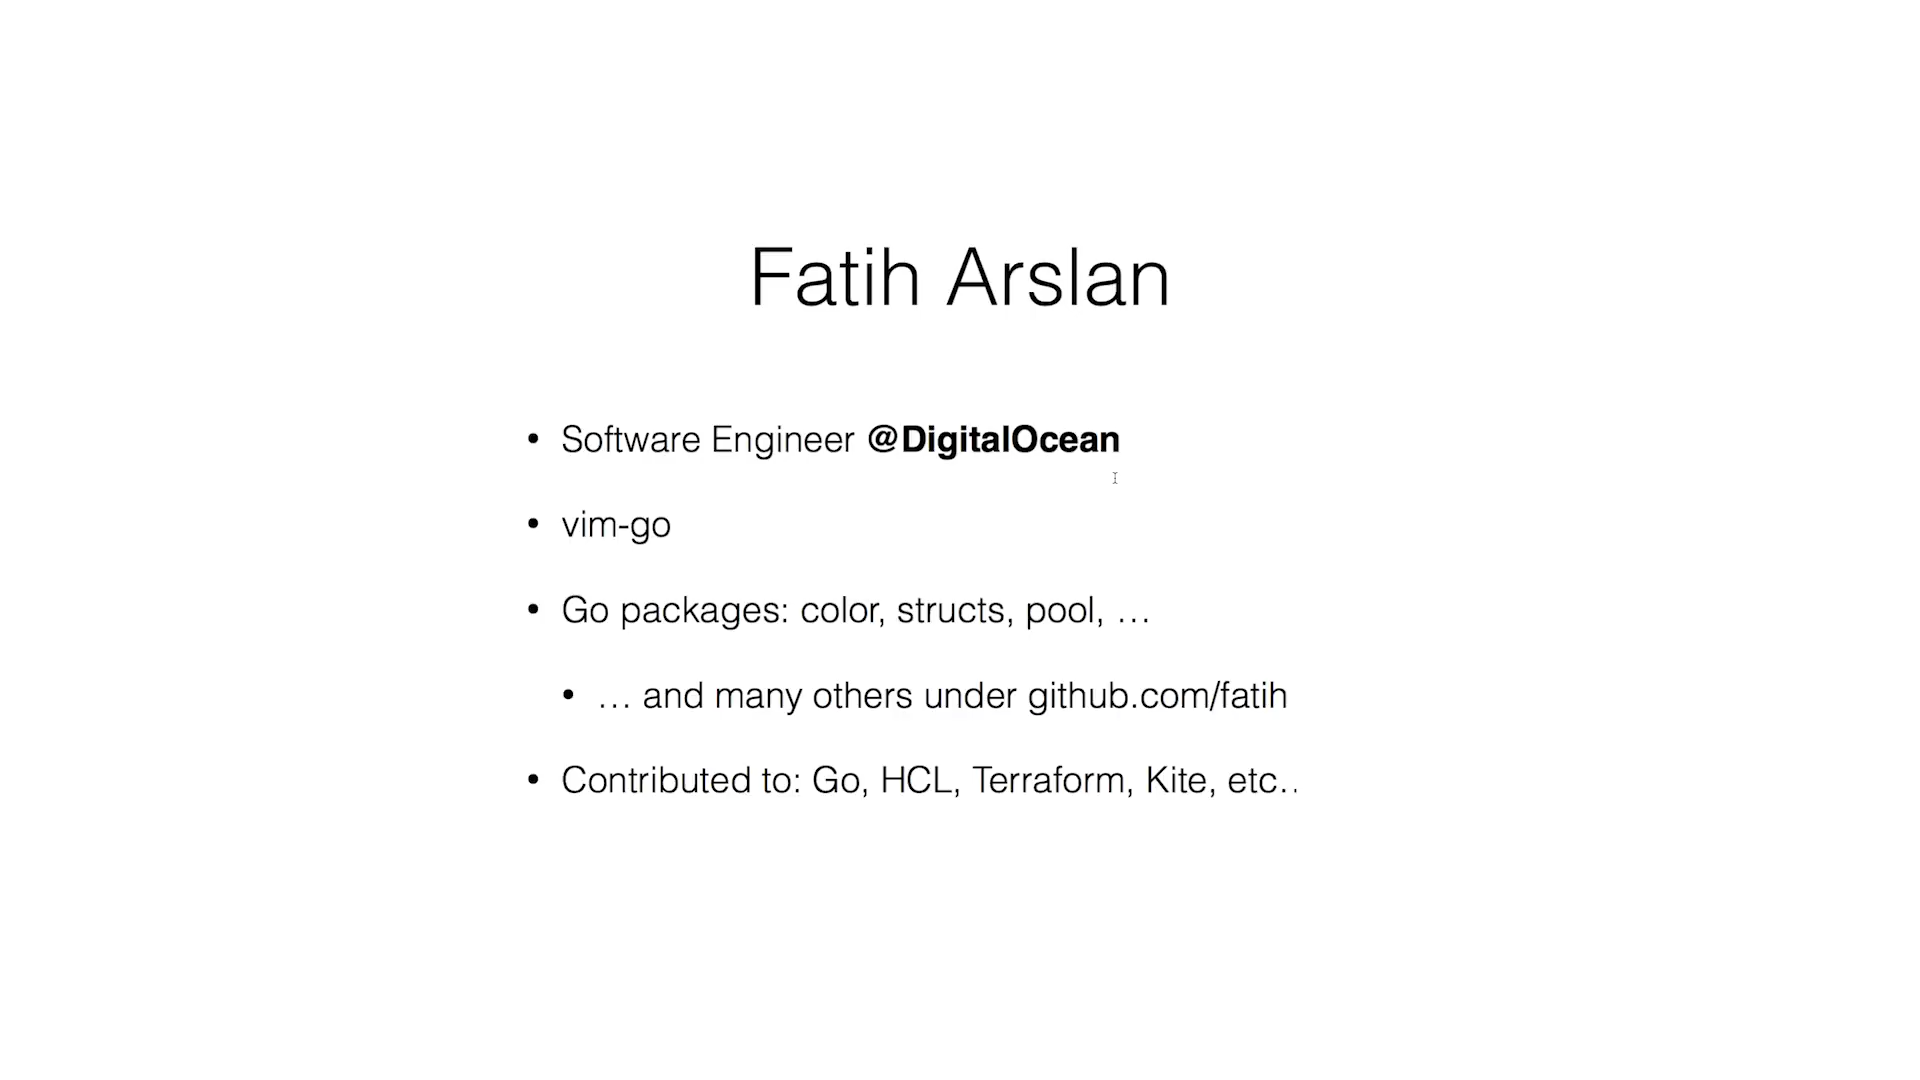 Fatih Arslan
• Software Engineer @DigitalOcean
• vim-go
• Go packages: color, structs, pool, …
• … and many others under github.com/fatih
• Contributed to: Go, HCL, Terraform, Kite, etc..